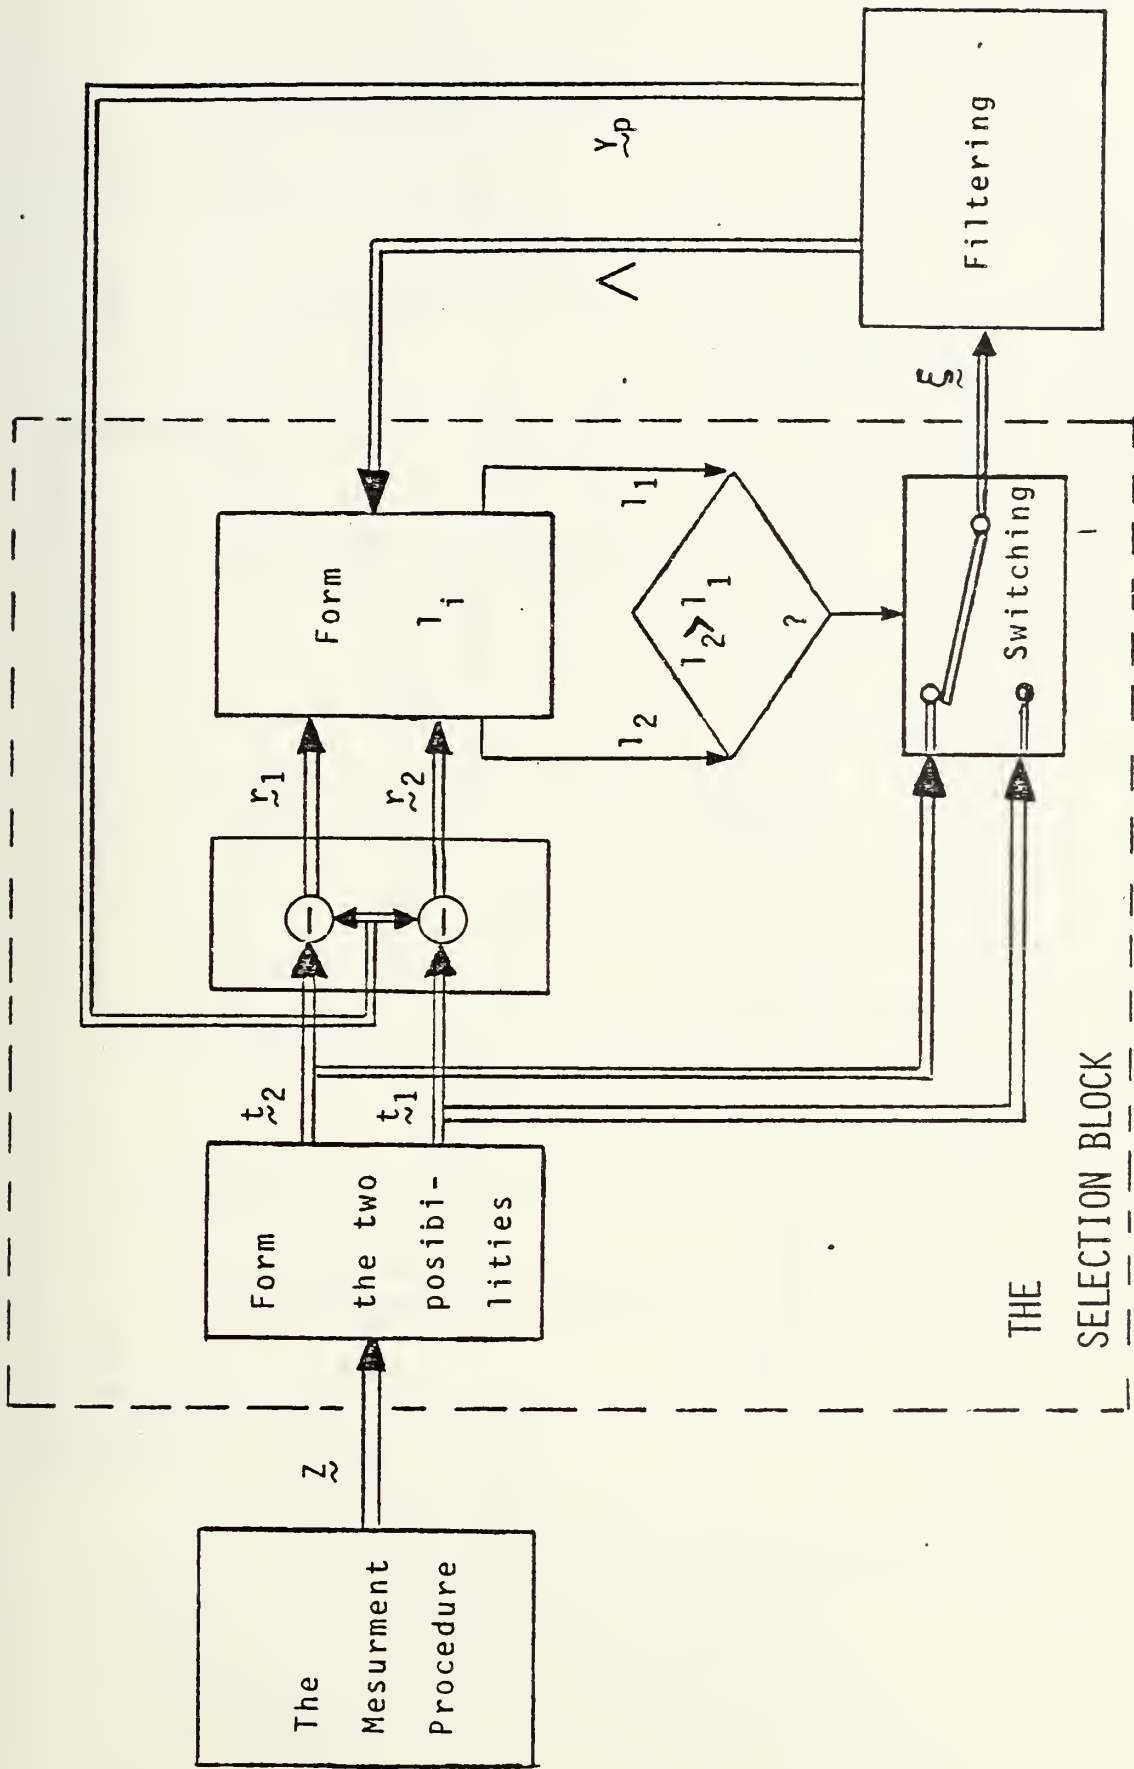 The
Mesurment
Procedure
Z
Form
the two
posibi-
lities
t2
t1
r1
r2
Form
li
l2
l1
l2>l1
?
Switching
ξ
Filtering
Λ
Yp
THE
SELECTION BLOCK